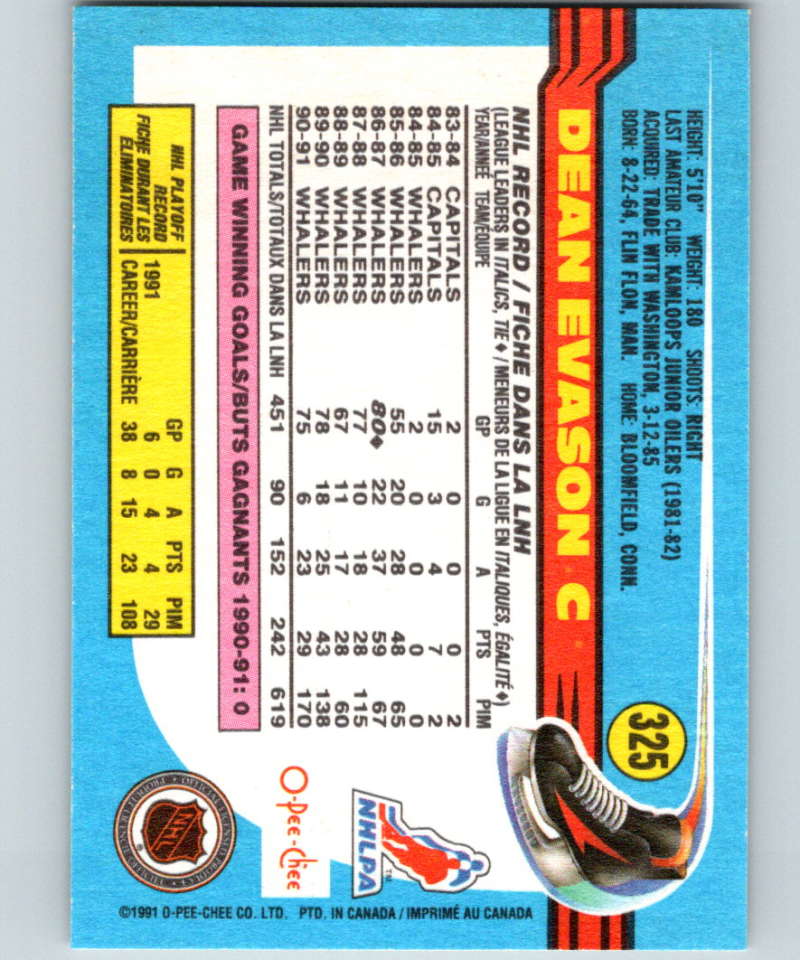 325
HEIGHT: 5'10" WEIGHT: 180 SHOOTS: RIGHT
LAST AMATEUR CLUB: KAMLOOPS JUNIOR OILERS (1981-82)
ACQUIRED: TRADE WITH WASHINGTON, 3-12-85
BORN: 8-22-64, FLIN FLON, MAN. HOME: BLOOMFIELD, CONN.
DEAN EVASON · C ·
NHL RECORD / FICHE DANS LA LNH
(LEAGUE LEADERS IN ITALICS, TIE ♦ / MENEURS DE LA LIGUE EN ITALIQUES, ÉGALITÉ ♦)
YEAR/ANNÉE TEAM/ÉQUIPE GP G A PTS PIM
83-84 CAPITALS 2 0 0 0 2
84-85 CAPITALS 15 3 4 7 2
84-85 WHALERS 2 0 0 0 0
85-86 WHALERS 55 20 28 48 65
86-87 WHALERS 80♦ 22 37 59 67
87-88 WHALERS 77 10 18 28 115
88-89 WHALERS 67 11 17 28 60
89-90 WHALERS 78 18 25 43 138
90-91 WHALERS 75 6 23 29 170
NHL TOTALS/TOTAUX DANS LA LNH 451 90 152 242 619
GAME WINNING GOALS/BUTS GAGNANTS 1990-91: 0
NHL PLAYOFF RECORD
FICHE DURANT LES ÉLIMINATOIRES
GP G A PTS PIM
1991 6 0 4 4 29
CAREER/CARRIÈRE 38 8 15 23 108
NHLPA
TM
O-Pee-Chee
NHL
®
©1991 O-PEE-CHEE CO. LTD. PTD. IN CANADA / IMPRIMÉ AU CANADA